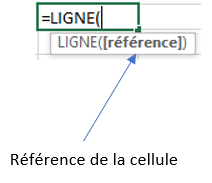 =LIGNE(
LIGNE([référence])
Référence de la cellule